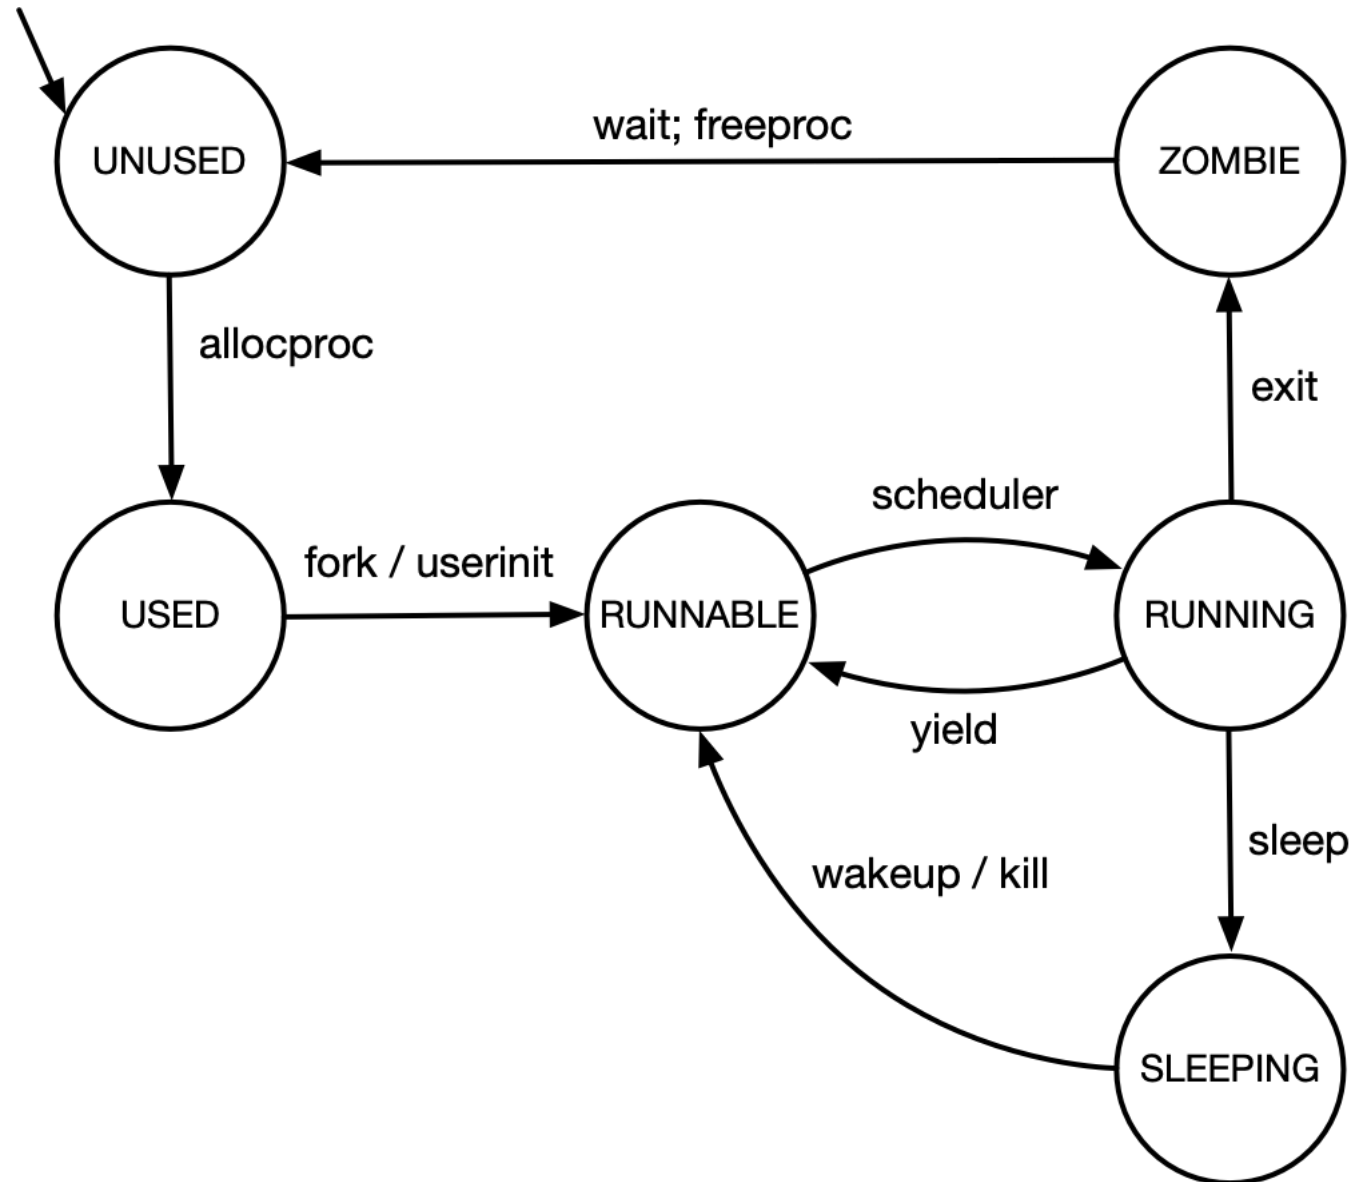 wait; freeproc
UNUSED
ZOMBIE
allocproc
exit
scheduler
fork / userinit
USED
RUNNABLE
RUNNING
yield
sleep
wakeup / kill
SLEEPING